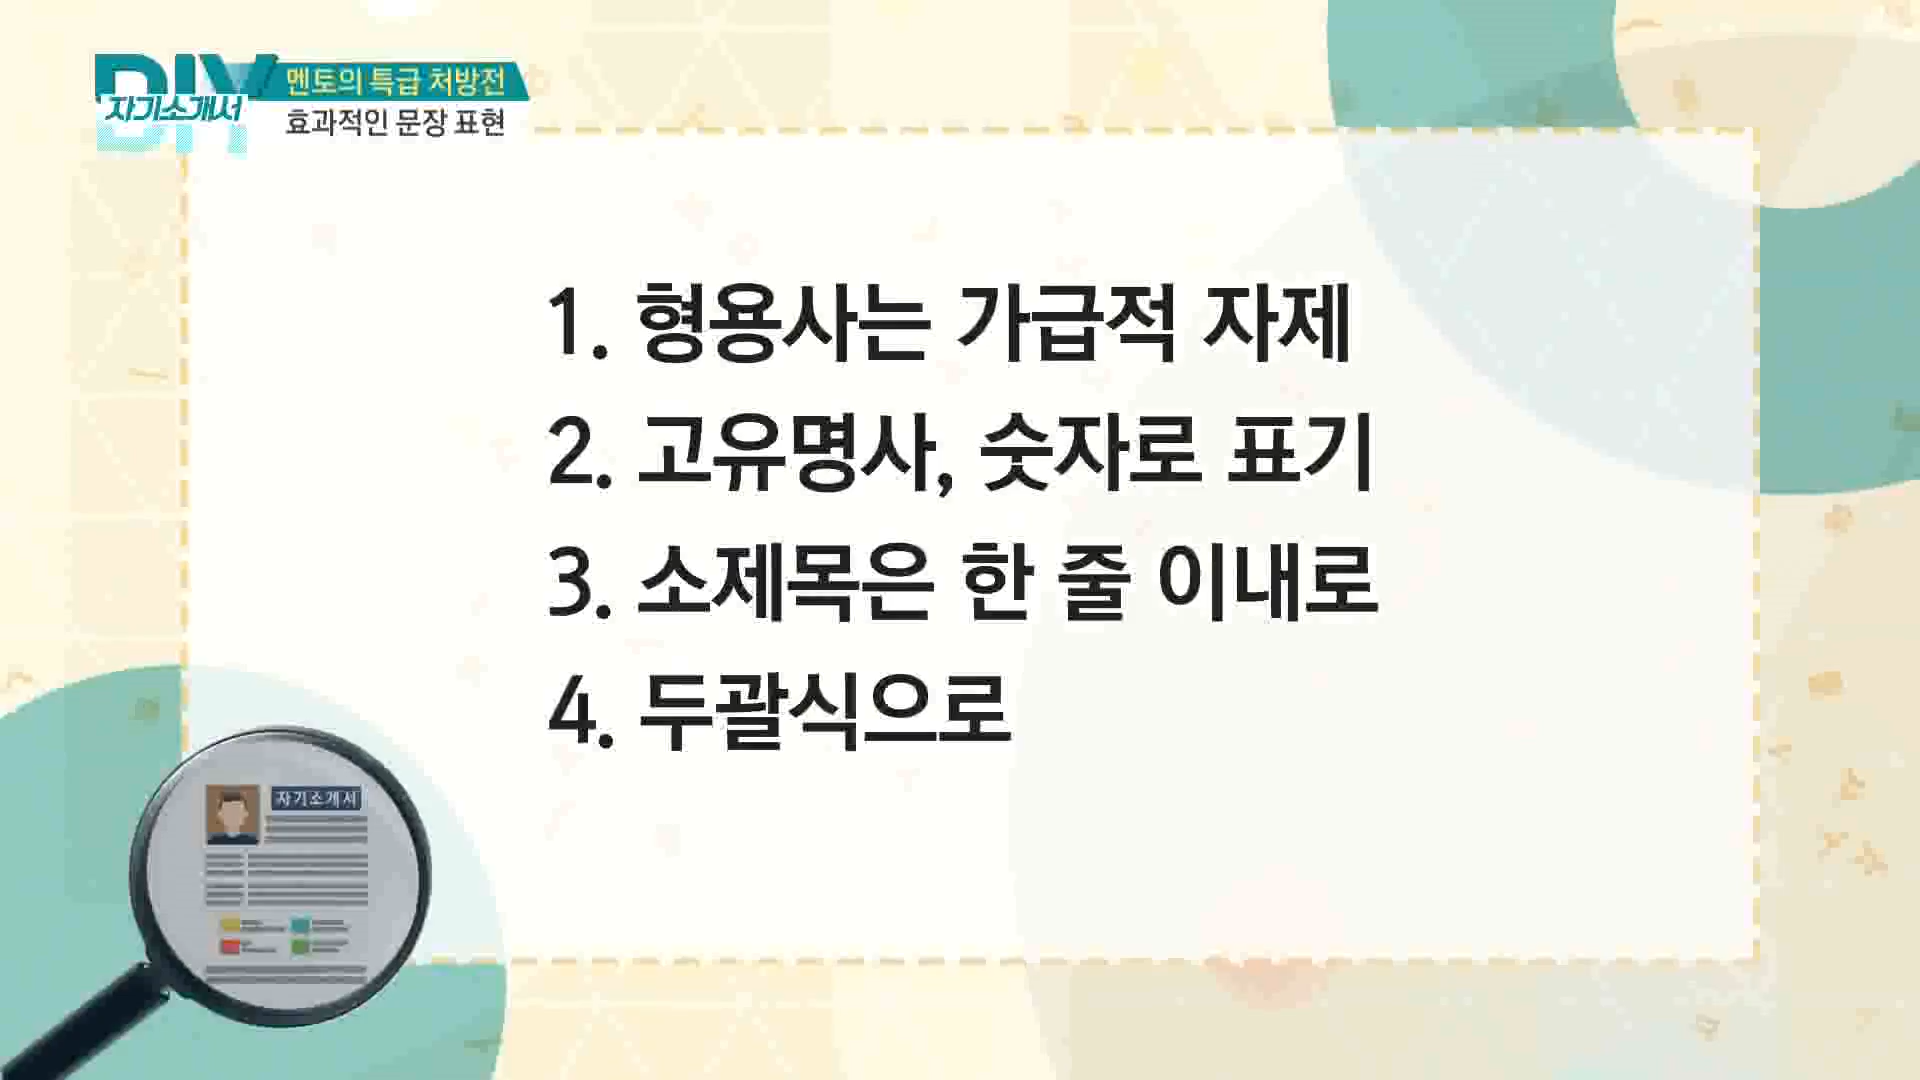 DIY
자기소개서
멘토의 특급 처방전
효과적인 문장 표현
1. 형용사는 가급적 자제
2. 고유명사, 숫자로 표기
3. 소제목은 한 줄 이내로
4. 두괄식으로
자기소개서